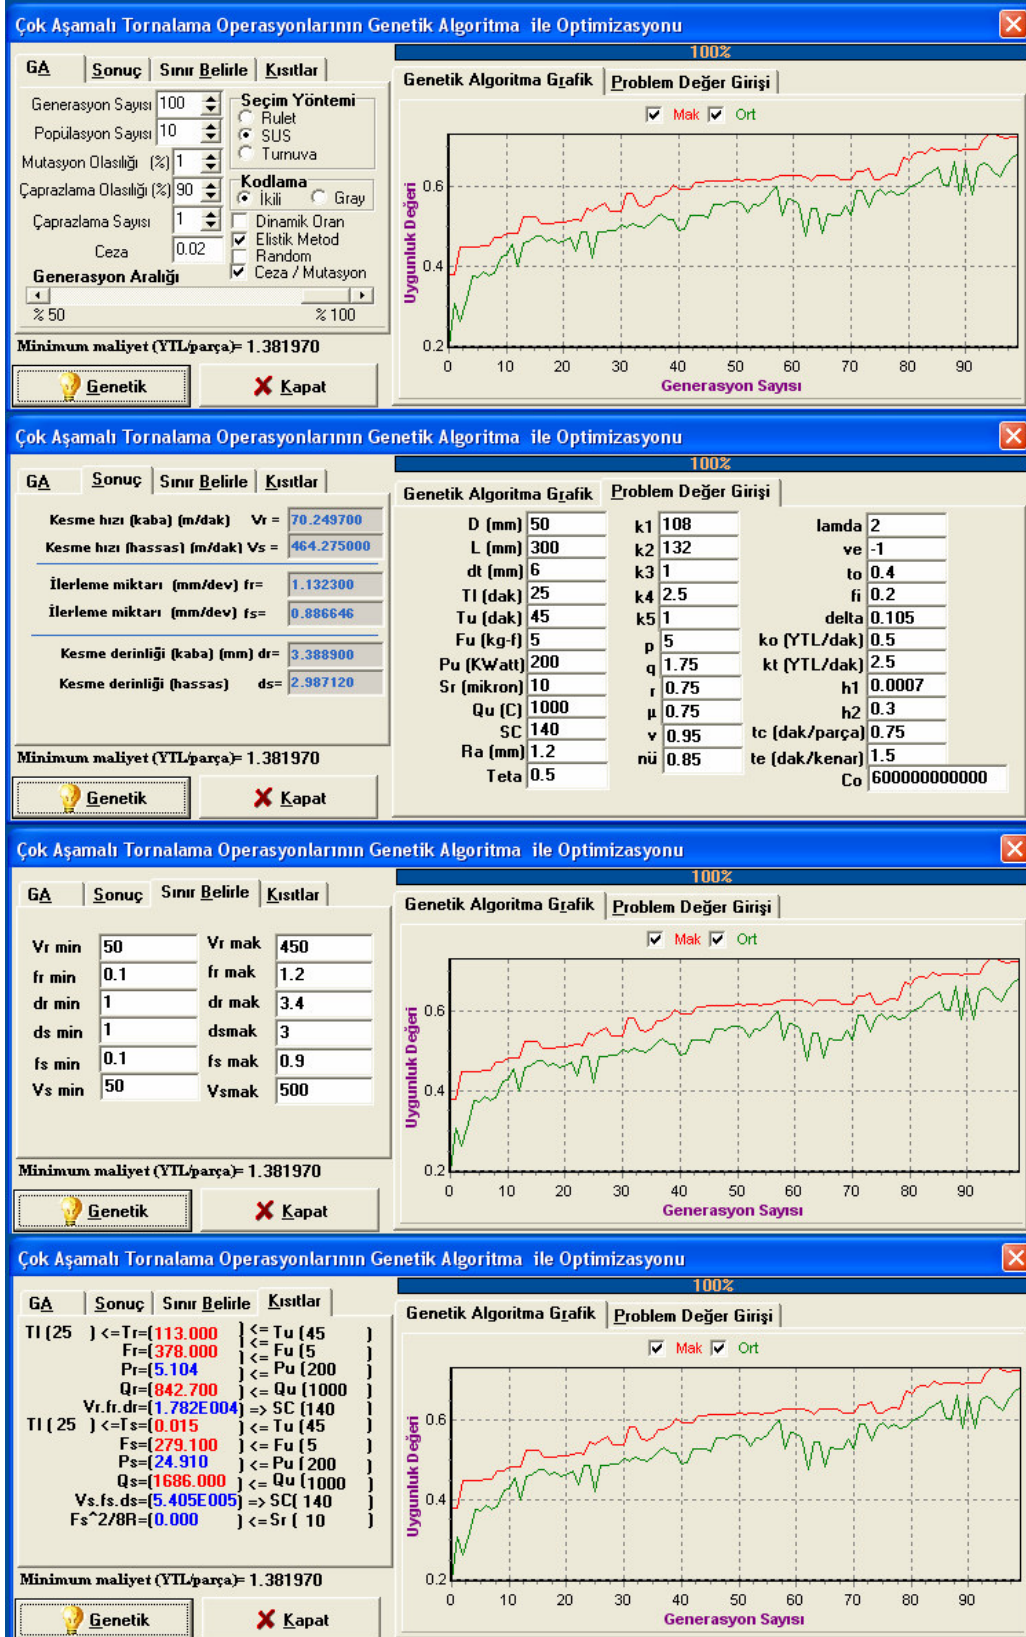 Çok Aşamalı Tornalama Operasyonlarının Genetik Algoritma ile Optimizasyonu
100%
GA Sonuç Sınır Belirle Kısıtlar
Genetik Algoritma Grafik Problem Değer Girişi
Generasyon Sayısı 100
Popülasyon Sayısı 10
Mutasyon Olasılığı (%) 1
Çaprazlama Olasılığı (%) 90
Çaprazlama Sayısı 1
Ceza 0.02
Seçim Yöntemi
Rulet
SUS
Turnuva
Kodlama
İkili Gray
Dinamik Oran
Elistik Metod
Random
Ceza / Mutasyon
Generasyon Aralığı
% 50 % 100
Minimum maliyet (YTL/parça)= 1.381970
Genetik Kapat
Mak Ort
Uygunluk Değeri
0.6
0.4
0.2
0 10 20 30 40 50 60 70 80 90
Generasyon Sayısı
Çok Aşamalı Tornalama Operasyonlarının Genetik Algoritma ile Optimizasyonu
100%
GA Sonuç Sınır Belirle Kısıtlar
Genetik Algoritma Grafik Problem Değer Girişi
Kesme hızı (kaba) (m/dak) Vr = 70.249700
Kesme hızı (hassas) (m/dak) Vs = 464.275000
İlerleme miktarı (mm/dev) fr= 1.132300
İlerleme miktarı (mm/dev) fs= 0.886646
Kesme derinliği (kaba) (mm) dr= 3.388900
Kesme derinliği (hassas) ds= 2.987120
Minimum maliyet (YTL/parça)= 1.381970
Genetik Kapat
D (mm) 50
L (mm) 300
dt (mm) 6
Tl (dak) 25
Tu (dak) 45
Fu (kg-f) 5
Pu (KWatt) 200
Sr (mikron) 10
Qu (C) 1000
SC 140
Ra (mm) 1.2
Teta 0.5
k1 108
k2 132
k3 1
k4 2.5
k5 1
p 5
q 1.75
r 0.75
µ 0.75
v 0.95
nü 0.85
lamda 2
ve -1
to 0.4
fi 0.2
delta 0.105
ko (YTL/dak) 0.5
kt (YTL/dak) 2.5
h1 0.0007
h2 0.3
tc (dak/parça) 0.75
te (dak/kenar) 1.5
Co 600000000000
Çok Aşamalı Tornalama Operasyonlarının Genetik Algoritma ile Optimizasyonu
100%
GA Sonuç Sınır Belirle Kısıtlar
Genetik Algoritma Grafik Problem Değer Girişi
Vr min 50 Vr mak 450
fr min 0.1 fr mak 1.2
dr min 1 dr mak 3.4
ds min 1 dsmak 3
fs min 0.1 fs mak 0.9
Vs min 50 Vsmak 500
Minimum maliyet (YTL/parça)= 1.381970
Genetik Kapat
Mak Ort
Uygunluk Değeri
0.6
0.4
0.2
0 10 20 30 40 50 60 70 80 90
Generasyon Sayısı
Çok Aşamalı Tornalama Operasyonlarının Genetik Algoritma ile Optimizasyonu
100%
GA Sonuç Sınır Belirle Kısıtlar
Genetik Algoritma Grafik Problem Değer Girişi
Tl (25 ) <=Tr=(113.000 ) <= Tu (45 )
Fr=(378.000 ) <= Fu (5 )
Pr=(5.104 ) <= Pu (200 )
Qr=(842.700 ) <= Qu (1000 )
Vr.fr.dr=(1.782E004) => SC (140 )
Tl ( 25 ) <=Ts=(0.015 ) <= Tu (45 )
Fs=(279.100 ) <= Fu (5 )
Ps=(24.910 ) <= Pu ( 200 )
Qs=(1686.000 ) <= Qu (1000 )
Vs.fs.ds=(5.405E005) => SC( 140 )
Fs^2/8R=(0.000 ) <=Sr ( 10 )
Minimum maliyet (YTL/parça)= 1.381970
Genetik Kapat
Mak Ort
Uygunluk Değeri
0.6
0.4
0.2
0 10 20 30 40 50 60 70 80 90
Generasyon Sayısı